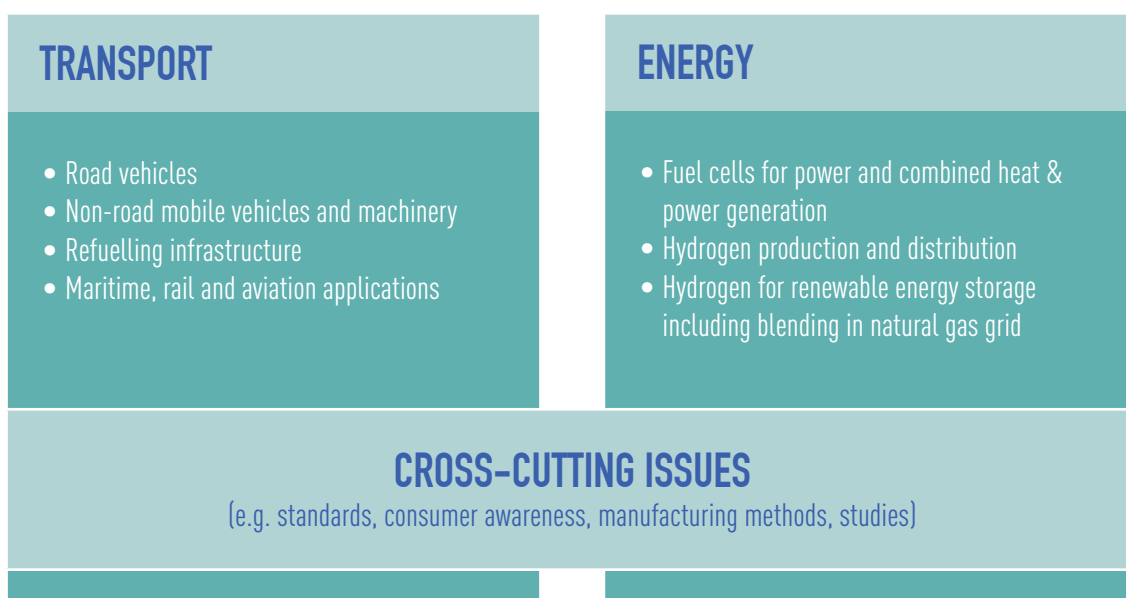 TRANSPORT
• Road vehicles
• Non-road mobile vehicles and machinery
• Refuelling infrastructure
• Maritime, rail and aviation applications
ENERGY
• Fuel cells for power and combined heat &
power generation
• Hydrogen production and distribution
• Hydrogen for renewable energy storage
including blending in natural gas grid
CROSS-CUTTING ISSUES
(e.g. standards, consumer awareness, manufacturing methods, studies)